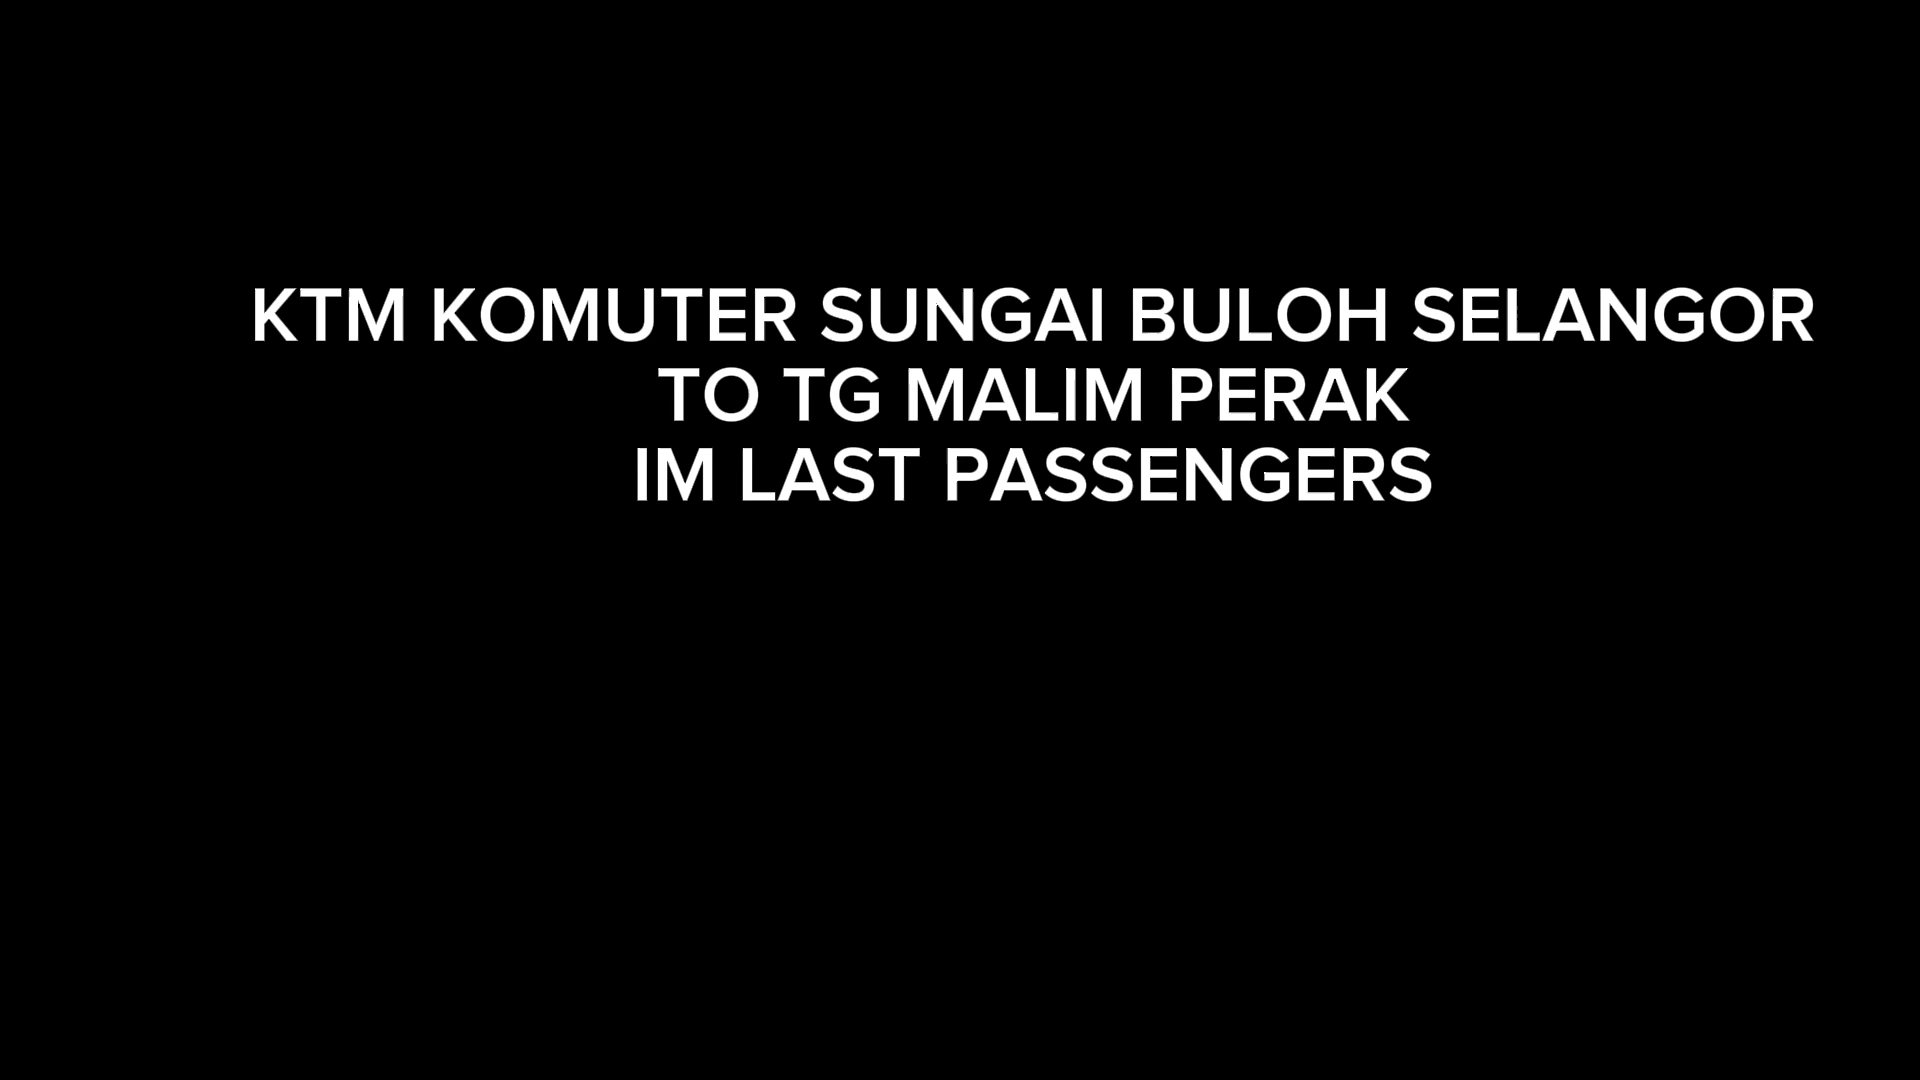 KTM KOMUTER SUNGAI BULOH SELANGOR
TO TG MALIM PERAK
IM LAST PASSENGERS